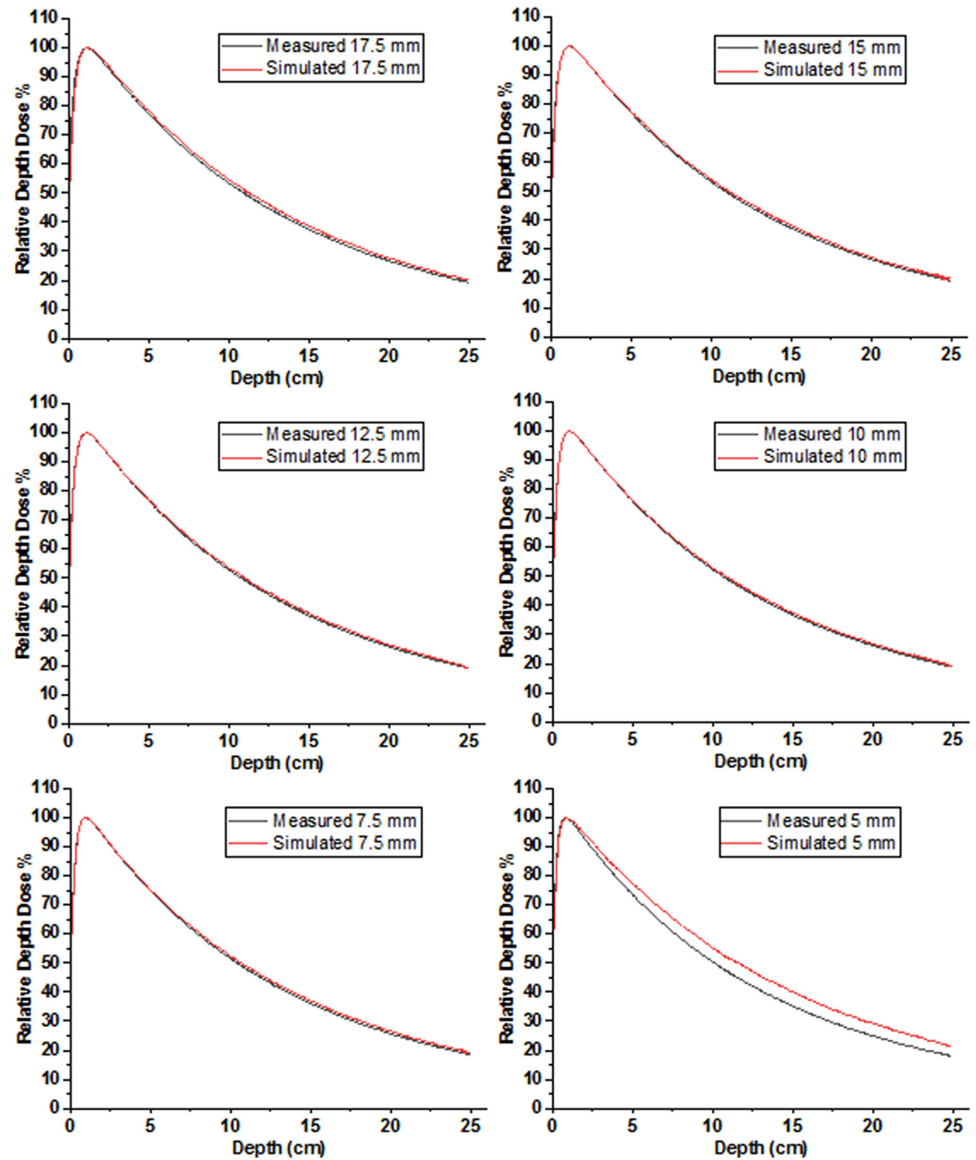 110
100
90
80
70
60
50
40
30
20
10
0
Relative Depth Dose %
Measured 17.5 mm
Simulated 17.5 mm
0 5 10 15 20 25
Depth (cm)
110
100
90
80
70
60
50
40
30
20
10
0
Relative Depth Dose %
Measured 15 mm
Simulated 15 mm
0 5 10 15 20 25
Depth (cm)
110
100
90
80
70
60
50
40
30
20
10
0
Relative Depth Dose %
Measured 12.5 mm
Simulated 12.5 mm
0 5 10 15 20 25
Depth (cm)
110
100
90
80
70
60
50
40
30
20
10
0
Relative Depth Dose %
Measured 10 mm
Simulated 10 mm
0 5 10 15 20 25
Depth (cm)
110
100
90
80
70
60
50
40
30
20
10
0
Relative Depth Dose %
Measured 7.5 mm
Simulated 7.5 mm
0 5 10 15 20 25
Depth (cm)
110
100
90
80
70
60
50
40
30
20
10
0
Relative Depth Dose %
Measured 5 mm
Simulated 5 mm
0 5 10 15 20 25
Depth (cm)